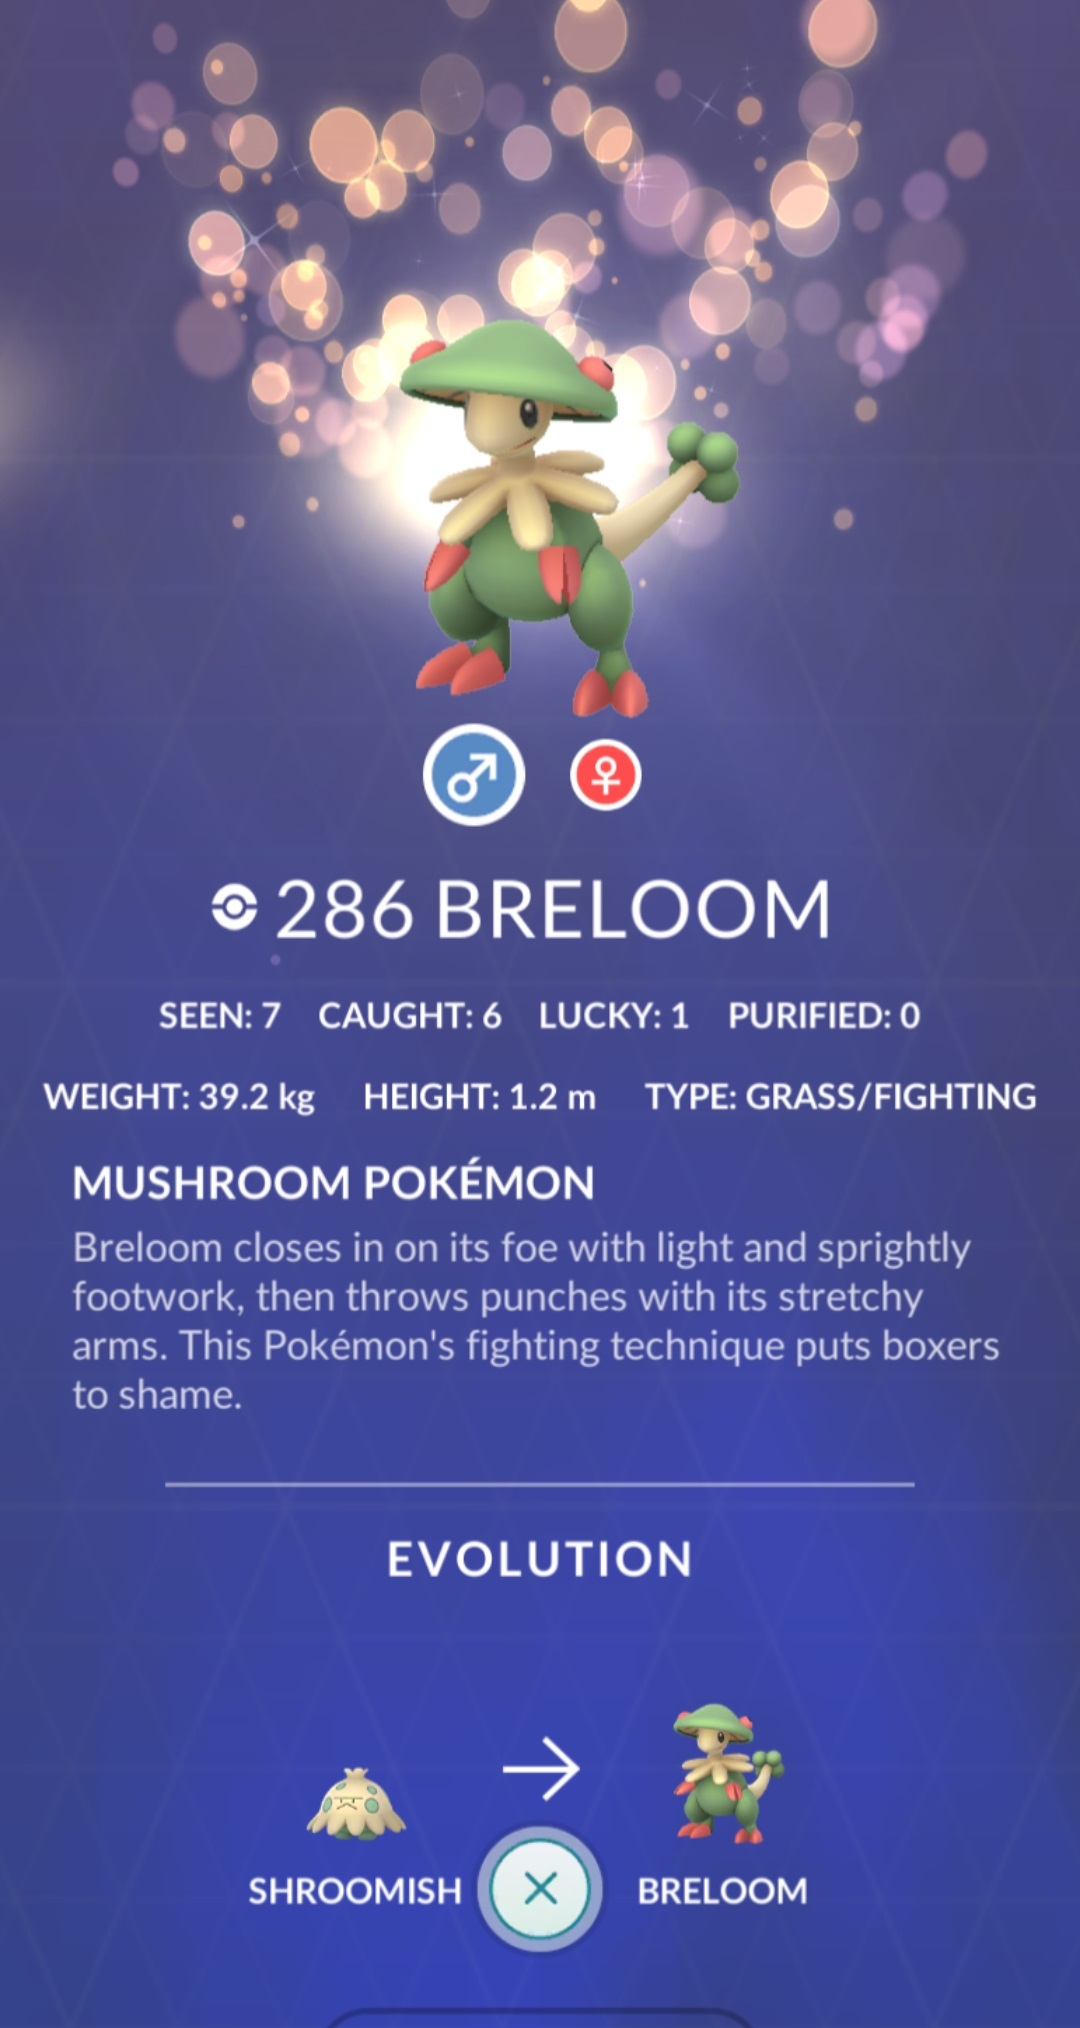 286 BRELOOM
SEEN: 7 CAUGHT: 6 LUCKY: 1 PURIFIED: 0
WEIGHT: 39.2 kg HEIGHT: 1.2 m TYPE: GRASS/FIGHTING
MUSHROOM POKÉMON
Breloom closes in on its foe with light and sprightly
footwork, then throws punches with its stretchy
arms. This Pokémon's fighting technique puts boxers
to shame.
EVOLUTION
SHROOMISH BRELOOM